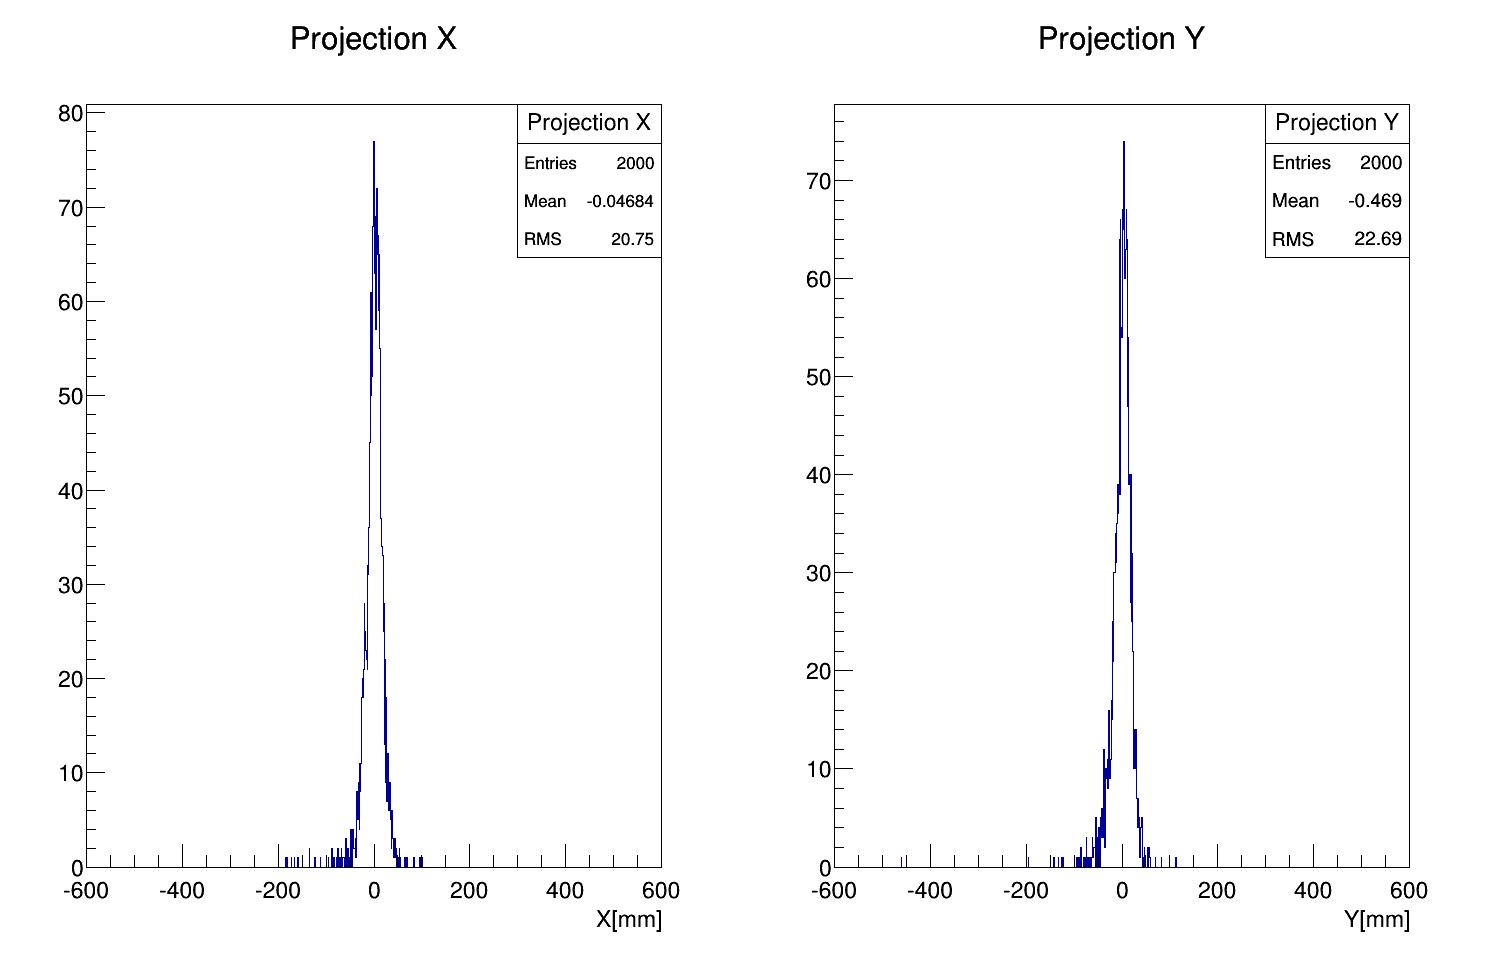 Projection X
80
70
60
50
40
30
20
10
0
-600 -400 -200 0 200 400 600
X[mm]
Projection X
Entries 2000
Mean -0.04684
RMS 20.75
Projection Y
70
60
50
40
30
20
10
0
-600 -400 -200 0 200 400 600
Y[mm]
Projection Y
Entries 2000
Mean -0.469
RMS 22.69